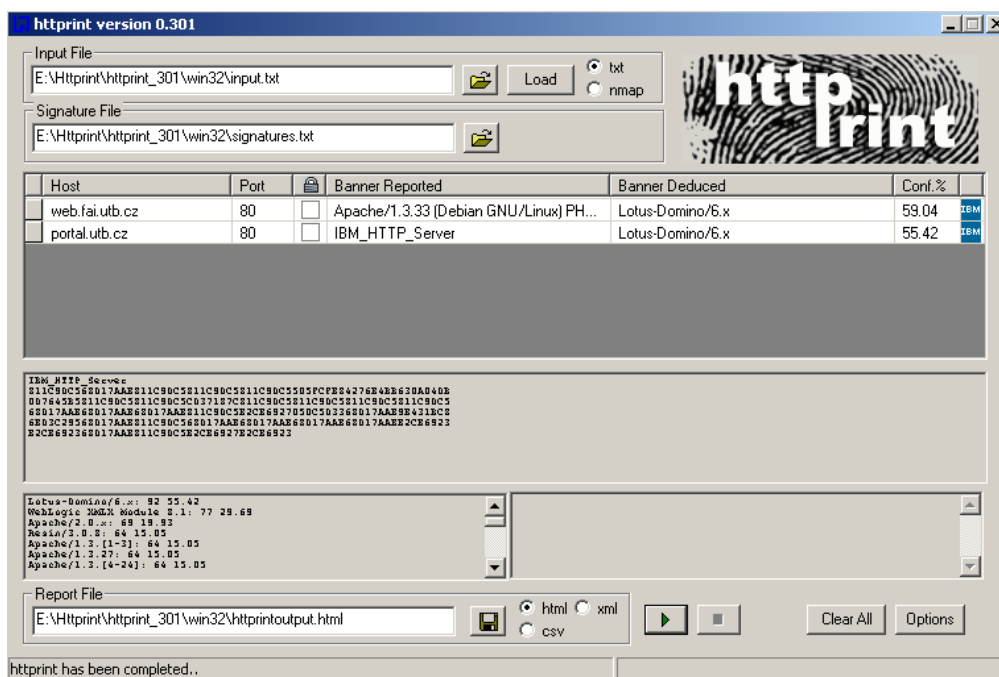 httprint version 0.301
Input File
E:\Httprint\httprint_301\win32\input.txt
Load
txt
nmap
http
print
Signature File
E:\Httprint\httprint_301\win32\signatures.txt
Host Port Banner Reported Banner Deduced Conf.%
web.fai.utb.cz 80 Apache/1.3.33 (Debian GNU/Linux) PH... Lotus-Domino/6.x 59.04 IBM
portal.utb.cz 80 IBM_HTTP_Server Lotus-Domino/6.x 55.42 IBM
IBM_HTTP_Server
Lotus-Domino/6.x: 92 55.42
WebLogic XMLX Module 8.1: 77 29.69
Apache/2.0.x: 69 19.93
Resin/3.0.8: 64 15.05
Apache/1.3.[1-3]: 64 15.05
Apache/1.3.27: 64 15.05
Apache/1.3.[4-24]: 64 15.05
Report File
E:\Httprint\httprint_301\win32\httprintoutput.html
html xml
csv
Clear All
Options
httprint has been completed..